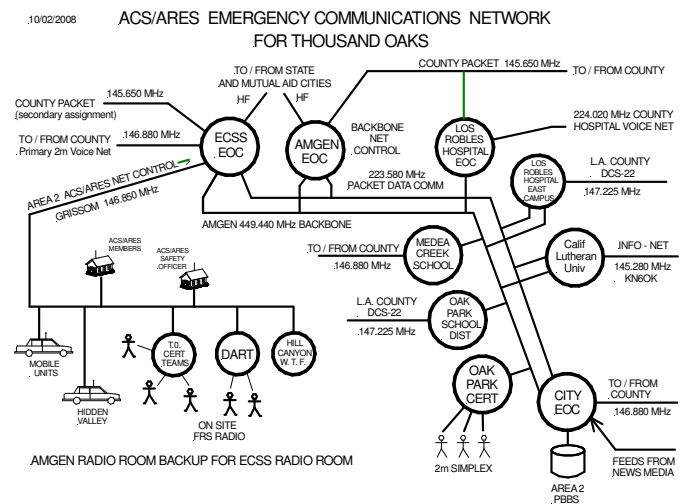 10/02/2008
ACS/ARES EMERGENCY COMMUNICATIONS NETWORK
FOR THOUSAND OAKS
COUNTY PACKET 145.650 MHz
TO / FROM COUNTY
TO / FROM STATE
AND MUTUAL AID CITIES
HF
HF
145.650 MHz
COUNTY PACKET
(secondary assignment)
TO / FROM COUNTY
146.880 MHz
Primary 2m Voice Net
ECSS
EOC
AMGEN
EOC
BACKBONE
NET
CONTROL
LOS
ROBLES
HOSPITAL
EOC
224.020 MHz COUNTY
HOSPITAL VOICE NET
223.580 MHz
PACKET DATA COMM
LOS
ROBLES
HOSPITAL
EAST
CAMPUS
L.A. COUNTY
DCS-22
147.225 MHz
AREA 2 ACS/ARES NET CONTROL
GRISSOM 146.850 MHz
AMGEN 449.440 MHz BACKBONE
TO / FROM COUNTY
146.880 MHz
MEDEA
CREEK
SCHOOL
Calif
Lutheran
Univ
INFO - NET
145.280 MHz
KN6OK
ACS/ARES
MEMBERS
ACS/ARES
SAFETY
OFFICER
L.A. COUNTY
DCS-22
147.225 MHz
OAK
PARK
SCHOOL
DIST
MOBILE
UNITS
HIDDEN
VALLEY
T.O.
CERT
TEAMS
DART
HILL
CANYON
W. T. F.
ON SITE
FRS RADIO
OAK
PARK
CERT
2m SIMPLEX
CITY
EOC
TO / FROM
COUNTY
146.880 MHz
FEEDS FROM
NEWS MEDIA
AREA 2
PBBS
AMGEN RADIO ROOM BACKUP FOR ECSS RADIO ROOM